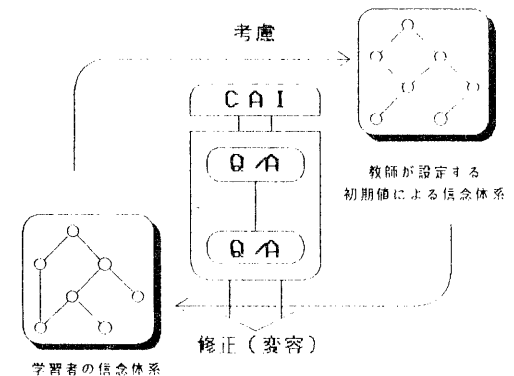 考慮
CAI
Q/A
教師が設定する
初期値による信念体系
Q/A
修正（変容）
学習者の信念体系